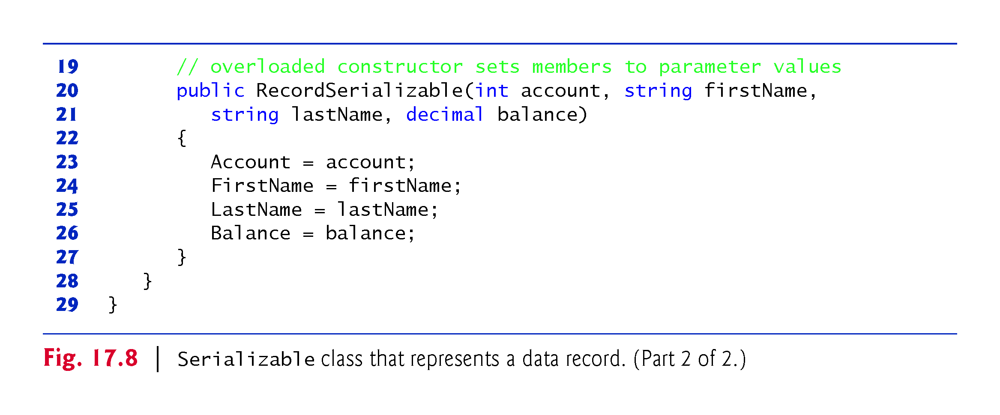 19 // overloaded constructor sets members to parameter values
20 public RecordSerializable(int account, string firstName,
21 string lastName, decimal balance)
22 {
23 Account = account;
24 FirstName = firstName;
25 LastName = lastName;
26 Balance = balance;
27 }
28 }
29 }
Fig. 17.8 | Serializable class that represents a data record. (Part 2 of 2.)